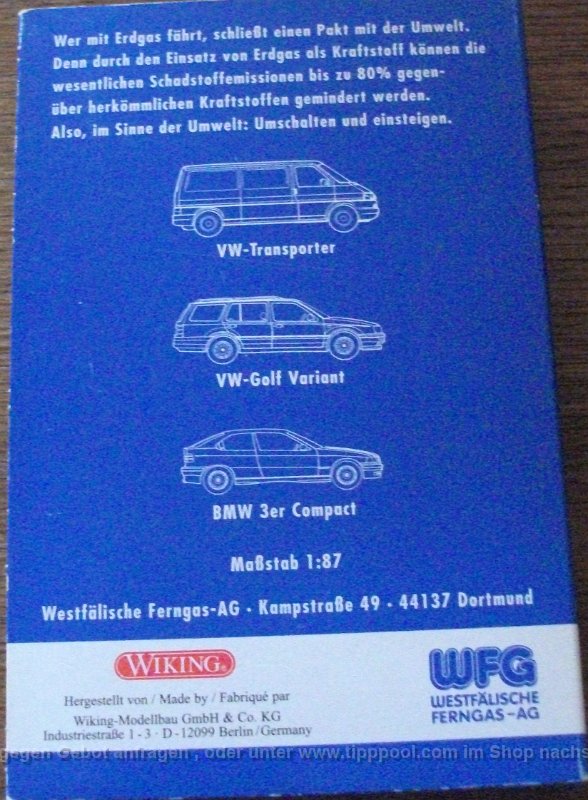 Wer mit Erdgas fährt, schließt einen Pakt mit der Umwelt.
Denn durch den Einsatz von Erdgas als Kraftstoff können die
wesentlichen Schadstoffemissionen bis zu 80% gegen-
über herkömmlichen Kraftstoffen gemindert werden.
Also, im Sinne der Umwelt: Umschalten und einsteigen.
VW-Transporter
VW-Golf Variant
BMW 3er Compact
Maßstab 1:87
Westfälische Ferngas-AG · Kampstraße 49 · 44137 Dortmund
WIKING®
Hergestellt von / Made by / Fabriqué par
Wiking-Modellbau GmbH & Co. KG
Industriestraße 1 - 3 · D - 12099 Berlin/Germany
WFG
WESTFÄLISCHE
FERNGAS-AG
gegen Gebot anfragen , oder unter www.tipppool.com im Shop nachs